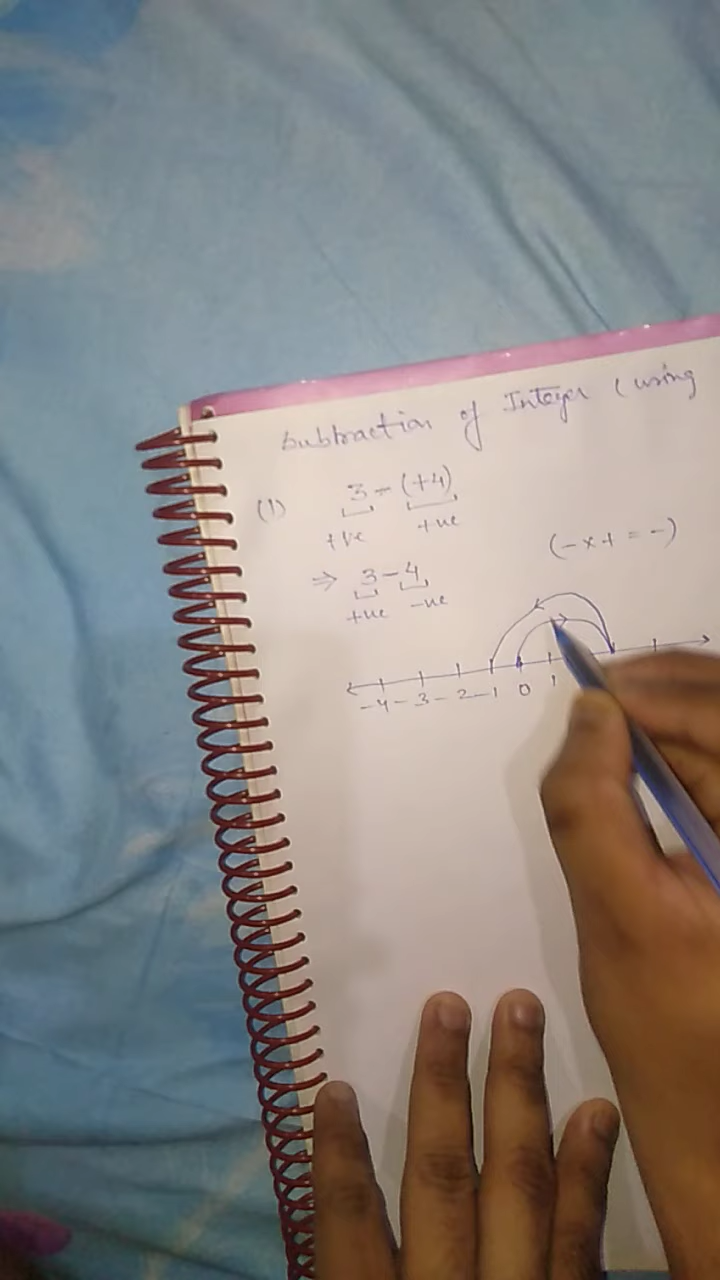 Subtraction of Integer (using
(1) 3 - (+4)
+ve +ve
(- x + = -)
⇒ 3 - 4
+ve -ve
-4 -3 -2 -1 0 1